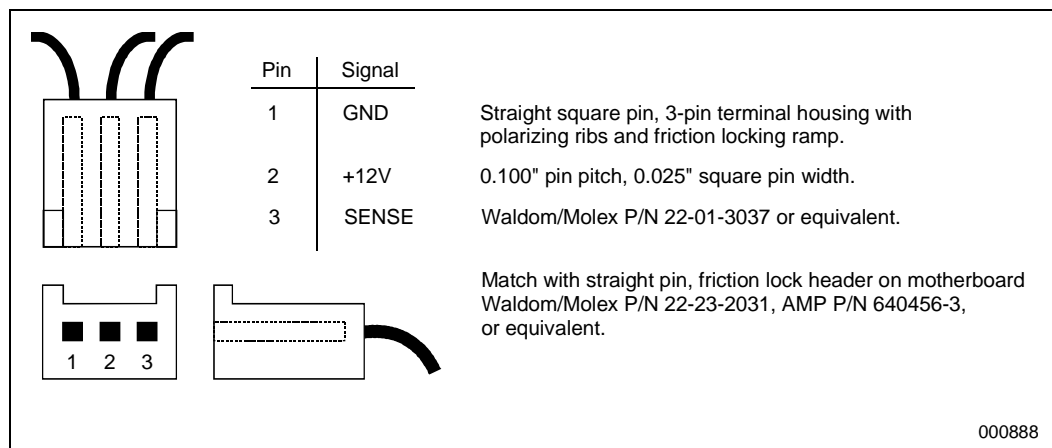 Pin Signal
1 GND Straight square pin, 3-pin terminal housing with
polarizing ribs and friction locking ramp.
2 +12V 0.100" pin pitch, 0.025" square pin width.
3 SENSE Waldom/Molex P/N 22-01-3037 or equivalent.
Match with straight pin, friction lock header on motherboard
Waldom/Molex P/N 22-23-2031, AMP P/N 640456-3,
or equivalent.
1 2 3
000888